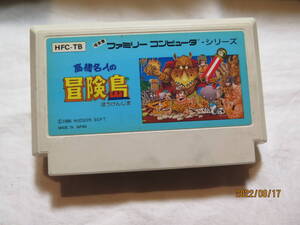 HFC-TB
ファミリー コンピュータ・シリーズ
高橋名人の
冒険島
ぼうけんじま
©1986 HUDSON SOFT
MADE IN JAPAN
2022/08/17